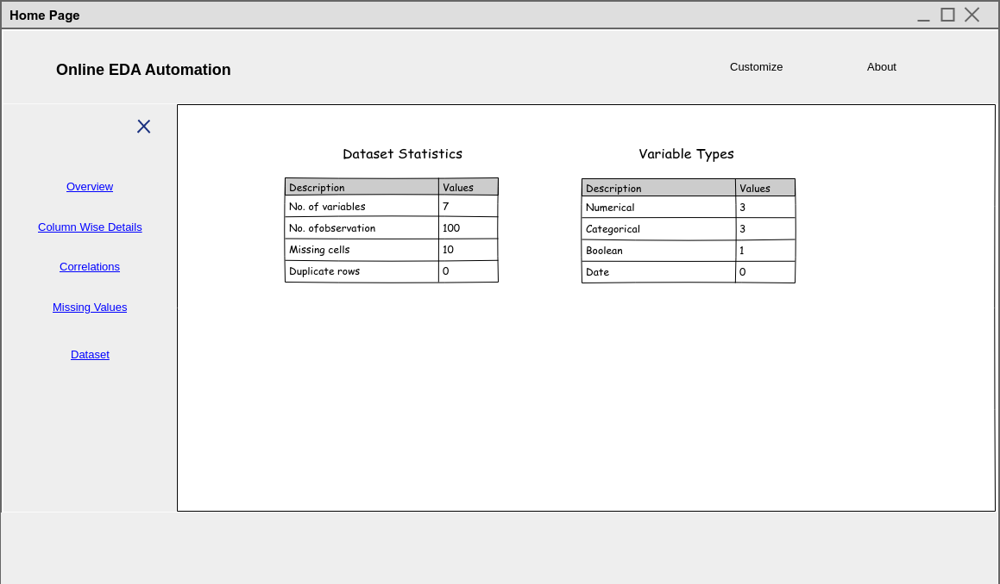 Home Page
Online EDA Automation
Customize
About
Overview
Column Wise Details
Correlations
Missing Values
Dataset
Dataset Statistics
Description Values
No. of variables 7
No. ofobservation 100
Missing cells 10
Duplicate rows 0
Variable Types
Description Values
Numerical 3
Categorical 3
Boolean 1
Date 0